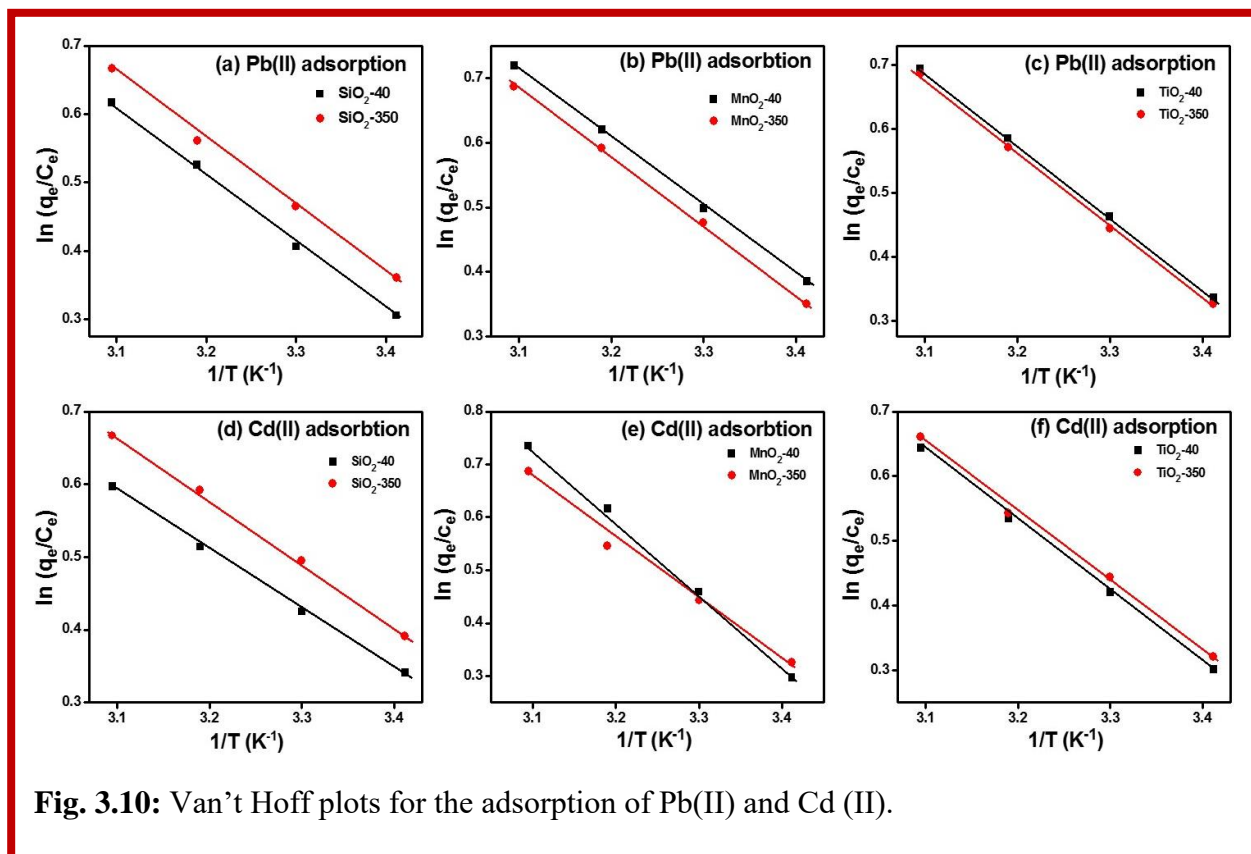 (a) Pb(II) adsorption
SiO₂-40
SiO₂-350
ln (qₑ/Cₑ)
0.7
0.6
0.5
0.4
0.3
3.1 3.2 3.3 3.4
1/T (K⁻¹)
(b) Pb(II) adsorbtion
MnO₂-40
MnO₂-350
ln (qₑ/cₑ)
0.7
0.6
0.5
0.4
0.3
3.1 3.2 3.3 3.4
1/T (K⁻¹)
(c) Pb(II) adsorption
TiO₂-40
TiO₂-350
ln (qₑ/cₑ)
0.7
0.6
0.5
0.4
0.3
3.1 3.2 3.3 3.4
1/T (K⁻¹)
(d) Cd(II) adsorbtion
SiO₂-40
SiO₂-350
ln (qₑ/Cₑ)
0.7
0.6
0.5
0.4
0.3
3.1 3.2 3.3 3.4
1/T (K⁻¹)
(e) Cd(II) adsorbtion
MnO₂-40
MnO₂-350
ln (qₑ/Cₑ)
0.8
0.7
0.6
0.5
0.4
0.3
3.1 3.2 3.3 3.4
1/T (K⁻¹)
(f) Cd(II) adsorbtion
TiO₂-40
TiO₂-350
ln (qₑ/Cₑ)
0.7
0.6
0.5
0.4
0.3
3.1 3.2 3.3 3.4
1/T (K⁻¹)
Fig. 3.10: Van’t Hoff plots for the adsorption of Pb(II) and Cd (II).